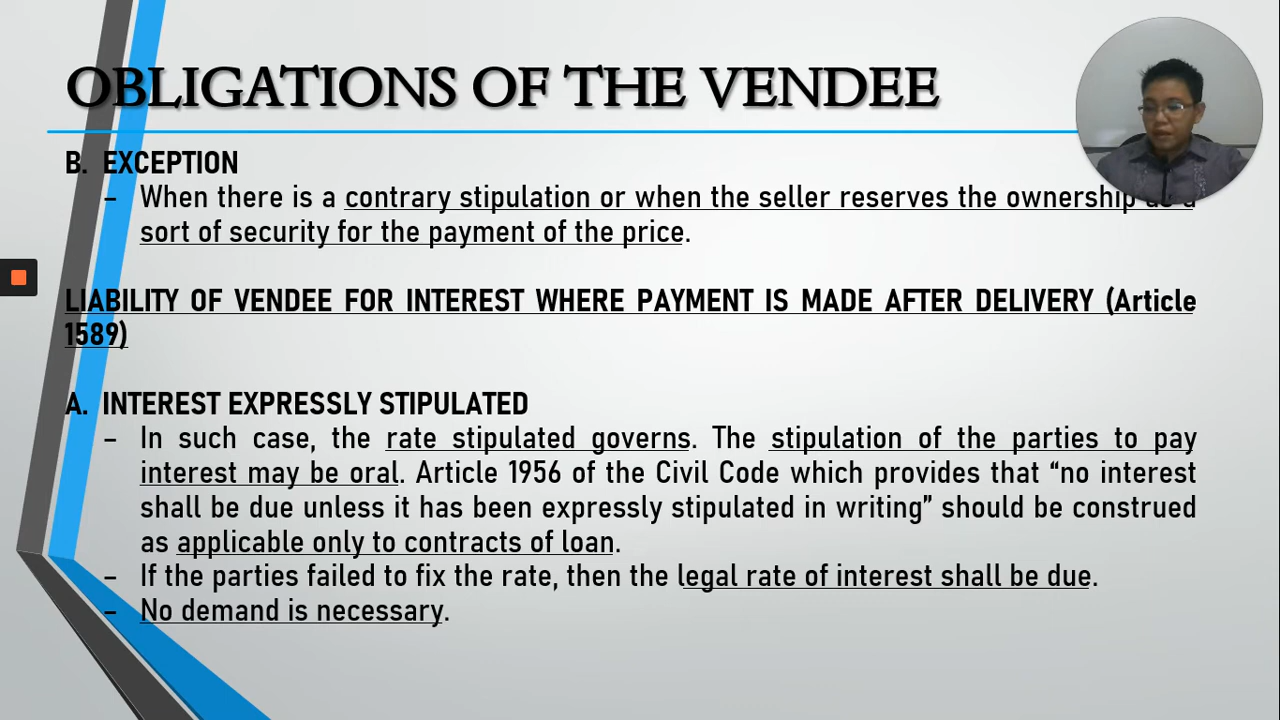 OBLIGATIONS OF THE VENDEE
B. EXCEPTION
– When there is a contrary stipulation or when the seller reserves the ownership as a
sort of security for the payment of the price.
LIABILITY OF VENDEE FOR INTEREST WHERE PAYMENT IS MADE AFTER DELIVERY (Article
1589)
A. INTEREST EXPRESSLY STIPULATED
– In such case, the rate stipulated governs. The stipulation of the parties to pay
interest may be oral. Article 1956 of the Civil Code which provides that “no interest
shall be due unless it has been expressly stipulated in writing” should be construed
as applicable only to contracts of loan.
– If the parties failed to fix the rate, then the legal rate of interest shall be due.
– No demand is necessary.